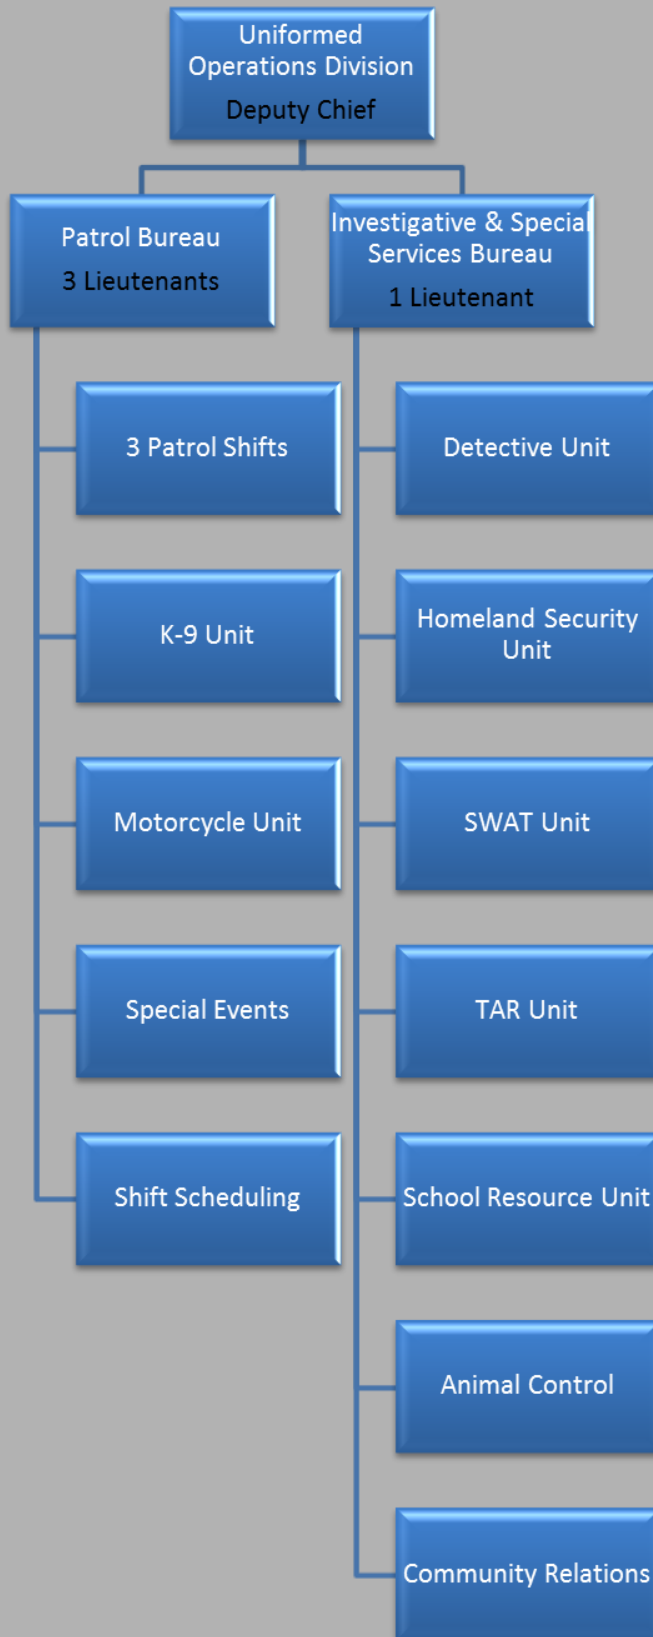 Uniformed
Operations Division
Deputy Chief
Patrol Bureau
3 Lieutenants
Investigative & Special
Services Bureau
1 Lieutenant
3 Patrol Shifts
K-9 Unit
Motorcycle Unit
Special Events
Shift Scheduling
Detective Unit
Homeland Security
Unit
SWAT Unit
TAR Unit
School Resource Unit
Animal Control
Community Relations